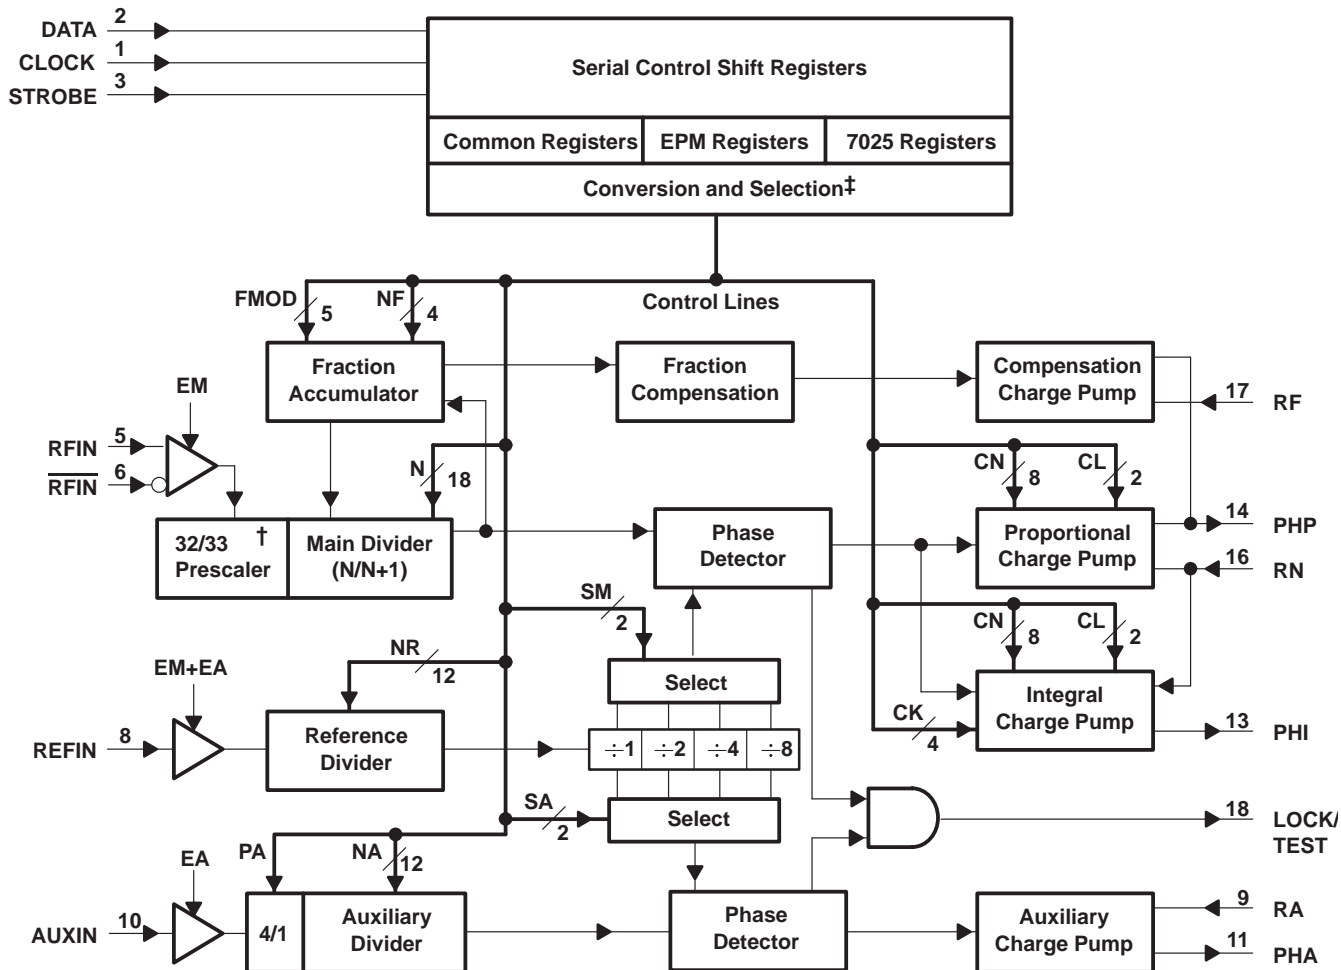 DATA 2
CLOCK 1
STROBE 3
Serial Control Shift Registers
Common Registers EPM Registers 7025 Registers
Conversion and Selection‡
FMOD 5 NF 4
Control Lines
Fraction
Accumulator
Fraction
Compensation
Compensation
Charge Pump
17 RF
EM
RFIN 5
RFIN 6
N 18
CN 8 CL 2
32/33 †
Prescaler
Main Divider
(N/N+1)
Phase
Detector
Proportional
Charge Pump
14 PHP
16 RN
SM 2
CN 8 CL 2
EM+EA
NR 12
Select
Integral
Charge Pump
CK 4
13 PHI
REFIN 8
Reference
Divider
÷1 ÷2 ÷4 ÷8
SA 2
Select
18 LOCK/
TEST
EA
PA NA 12
AUXIN 10
4/1
Auxiliary
Divider
Phase
Detector
Auxiliary
Charge Pump
9 RA
11 PHA